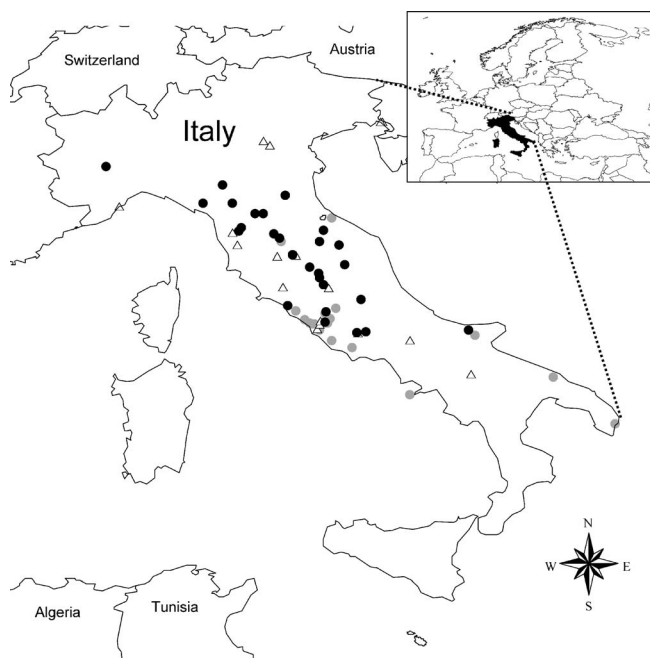 Switzerland
Austria
Italy
Algeria
Tunisia
N
W
E
S